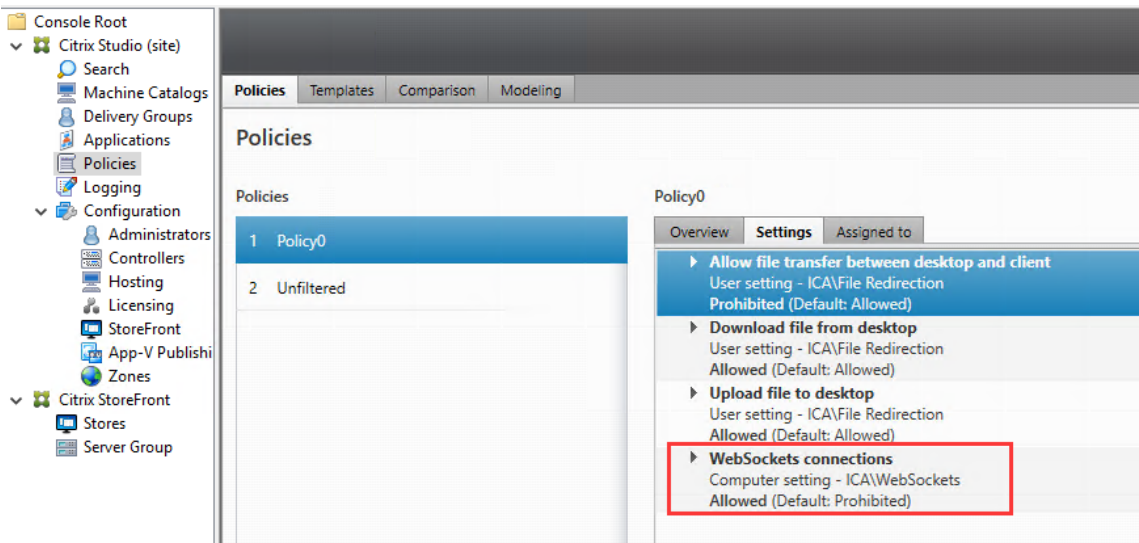 Console Root
Citrix Studio (site)
Search
Machine Catalogs
Delivery Groups
Applications
Policies
Logging
Configuration
Administrators
Controllers
Hosting
Licensing
StoreFront
App-V Publishi
Zones
Citrix StoreFront
Stores
Server Group
Policies Templates Comparison Modeling
Policies
Policies
1 Policy0
2 Unfiltered
Policy0
Overview Settings Assigned to
Allow file transfer between desktop and client
User setting - ICA\File Redirection
Prohibited (Default: Allowed)
Download file from desktop
User setting - ICA\File Redirection
Allowed (Default: Allowed)
Upload file to desktop
User setting - ICA\File Redirection
Allowed (Default: Allowed)
WebSockets connections
Computer setting - ICA\WebSockets
Allowed (Default: Prohibited)